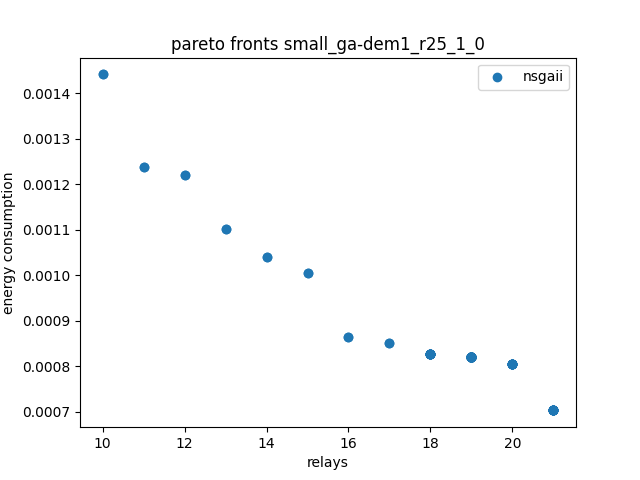 pareto fronts small_ga-dem1_r25_1_0
nsgaii
energy consumption
0.0014
0.0013
0.0012
0.0011
0.0010
0.0009
0.0008
0.0007
10 12 14 16 18 20
relays